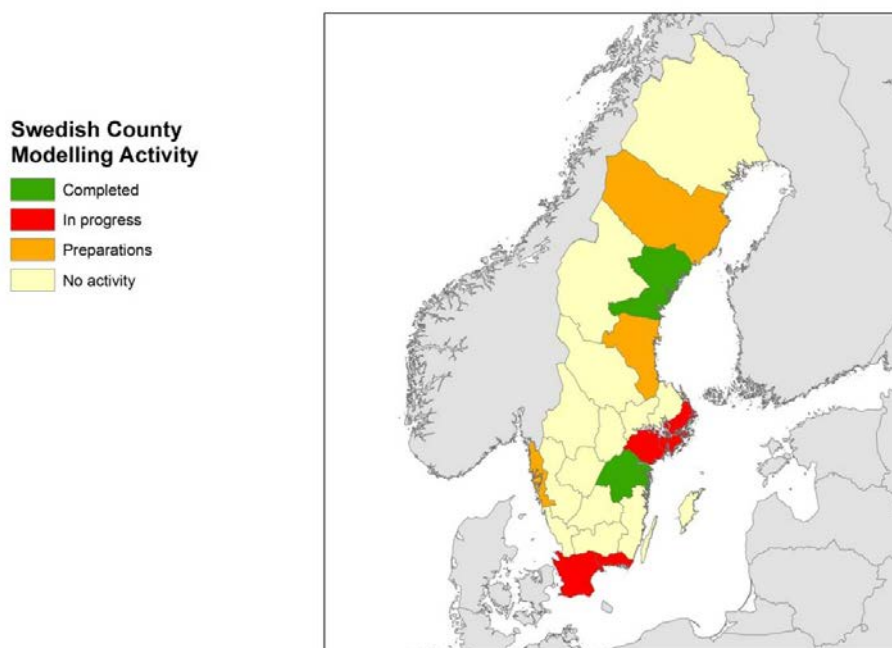 Swedish County
Modelling Activity
Completed
In progress
Preparations
No activity